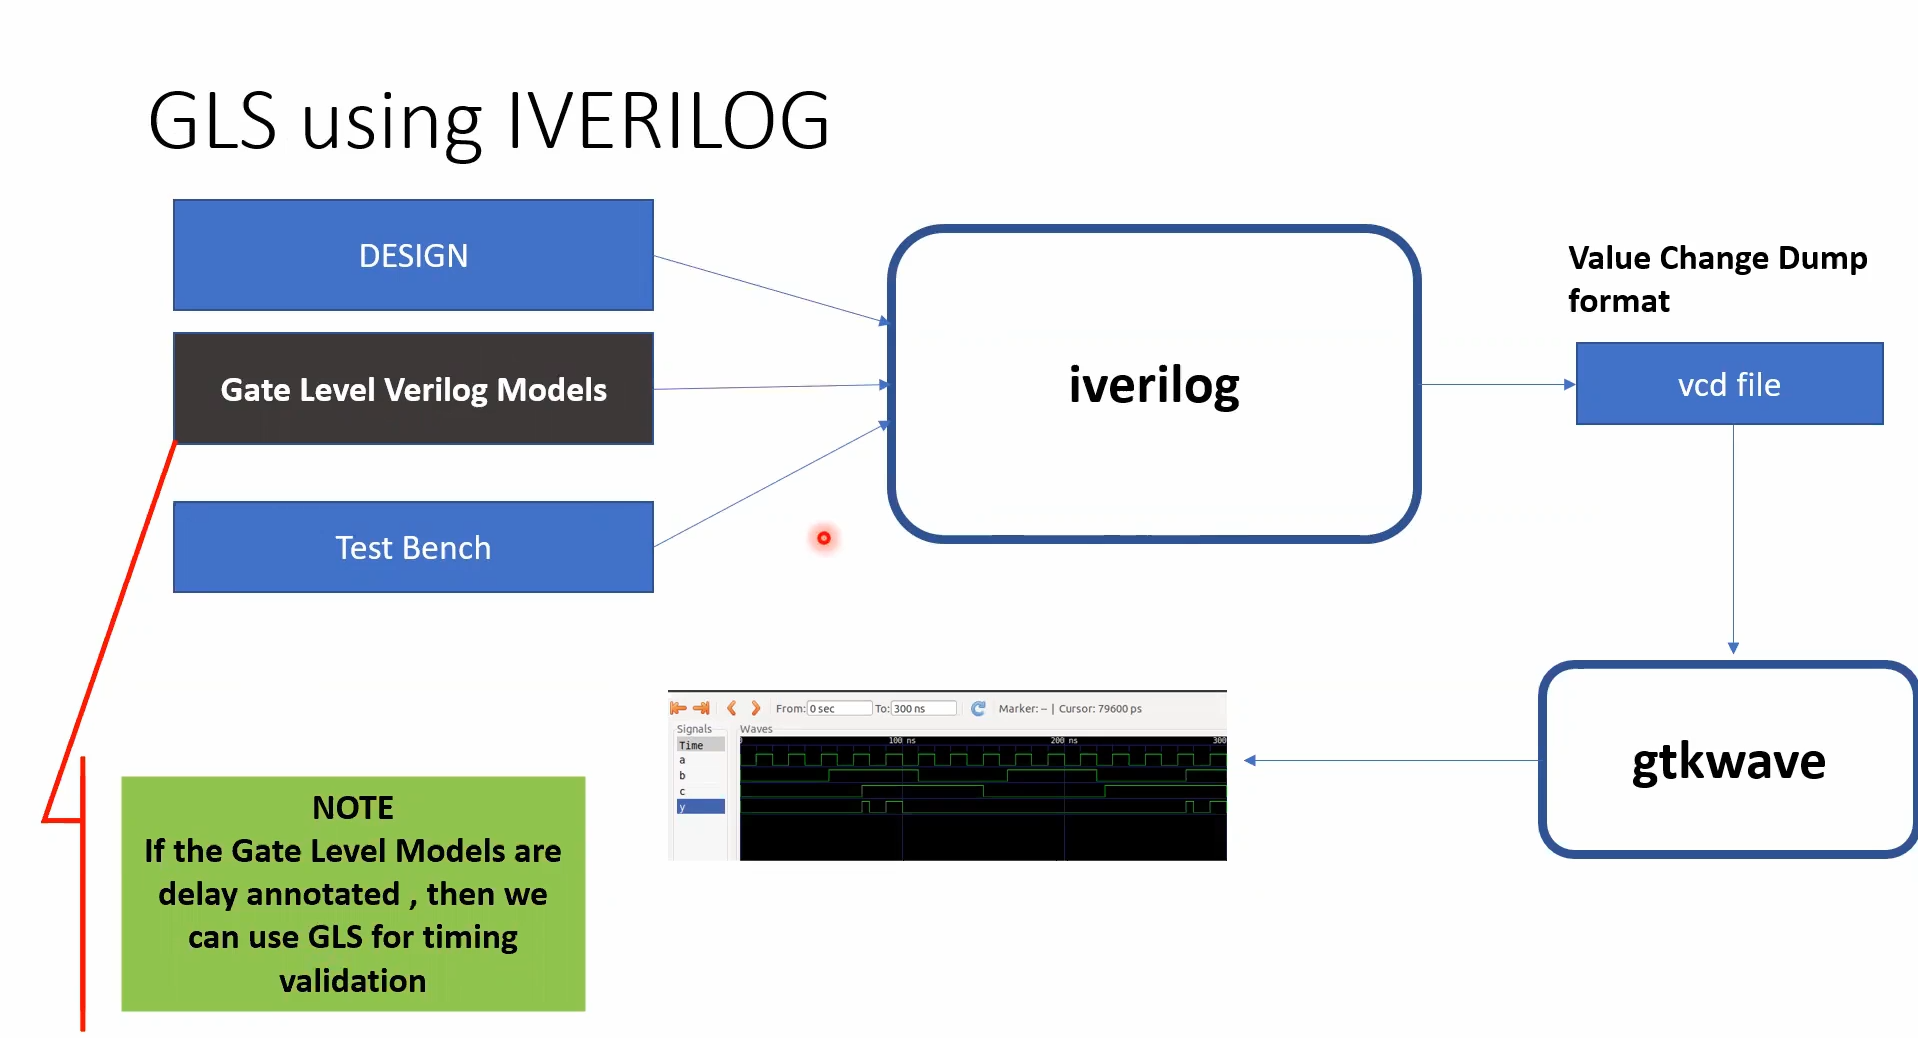 GLS using IVERILOG
DESIGN
Gate Level Verilog Models
Test Bench
iverilog
Value Change Dump
format
vcd file
gtkwave
From: 0 sec To: 300 ns Marker: -- | Cursor: 79600 ps
Signals Waves
Time 0 100 ns 200 ns 300
a
b
c
y
NOTE
If the Gate Level Models are
delay annotated , then we
can use GLS for timing
validation